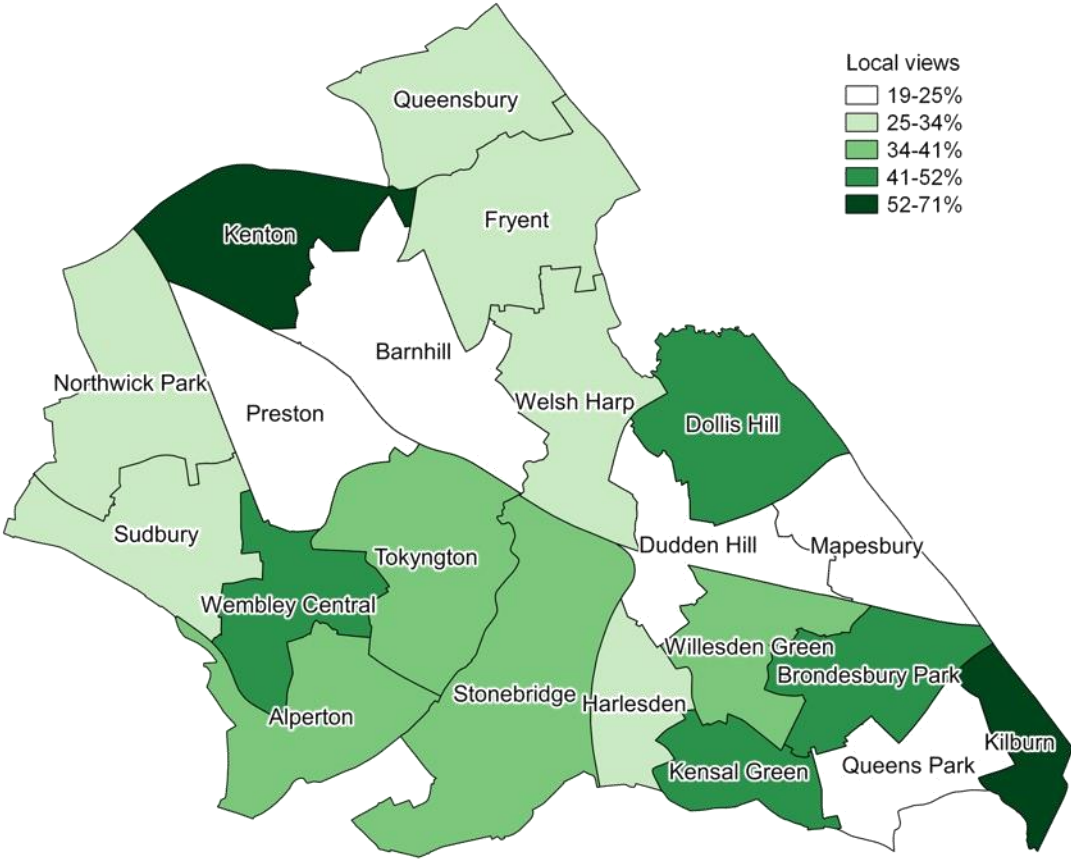 Local views
19-25%
25-34%
34-41%
41-52%
52-71%
Queensbury
Kenton
Fryent
Barnhill
Northwick Park
Preston
Welsh Harp
Dollis Hill
Sudbury
Tokyngton
Dudden Hill
Mapesbury
Wembley Central
Willesden Green
Brondesbury Park
Stonebridge
Harlesden
Alperton
Kilburn
Kensal Green
Queens Park